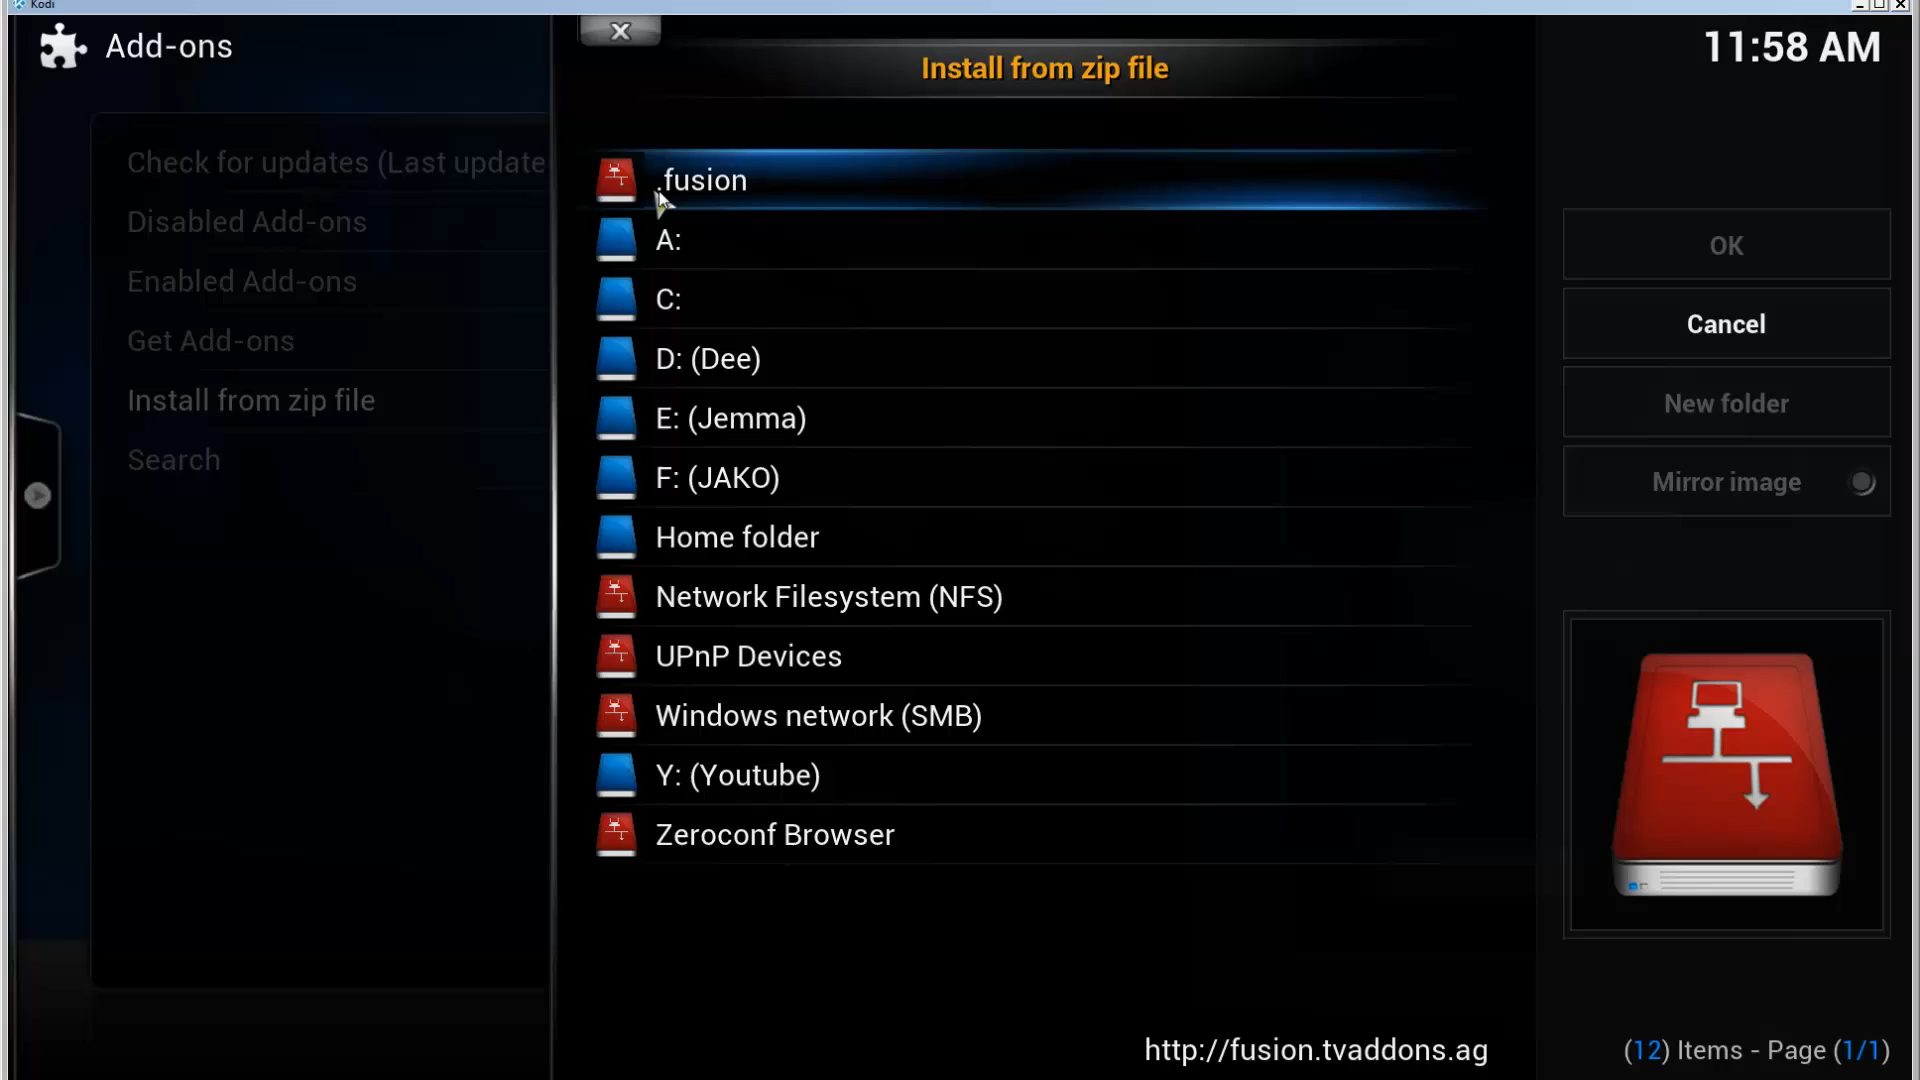 Kodi
Add-ons
Install from zip file
11:58 AM
Check for updates (Last update
Disabled Add-ons
Enabled Add-ons
Get Add-ons
Install from zip file
Search
.fusion
A:
C:
D: (Dee)
E: (Jemma)
F: (JAKO)
Home folder
Network Filesystem (NFS)
UPnP Devices
Windows network (SMB)
Y: (Youtube)
Zeroconf Browser
OK
Cancel
New folder
Mirror image
http://fusion.tvaddons.ag
(12) Items - Page (1/1)